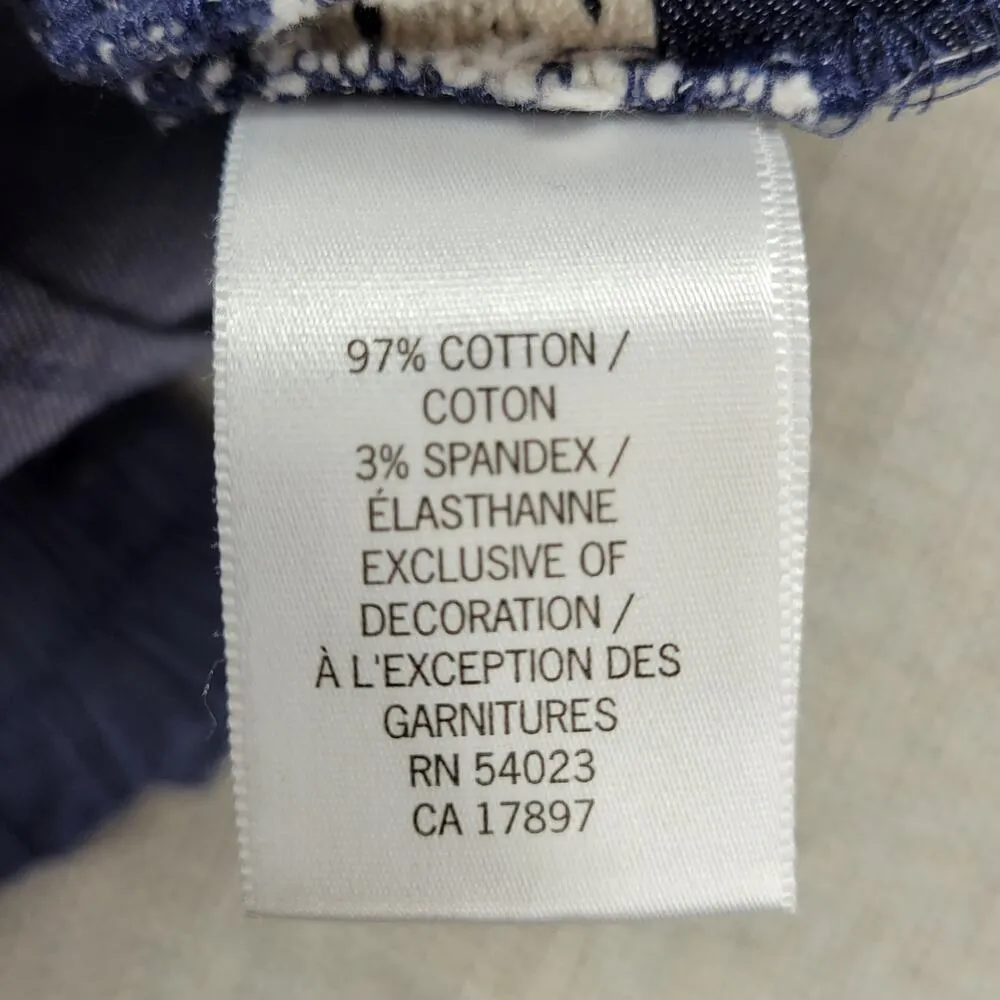 97% COTTON /
COTON
3% SPANDEX /
ÉLASTHANNE
EXCLUSIVE OF
DECORATION /
À L'EXCEPTION DES
GARNITURES
RN 54023
CA 17897